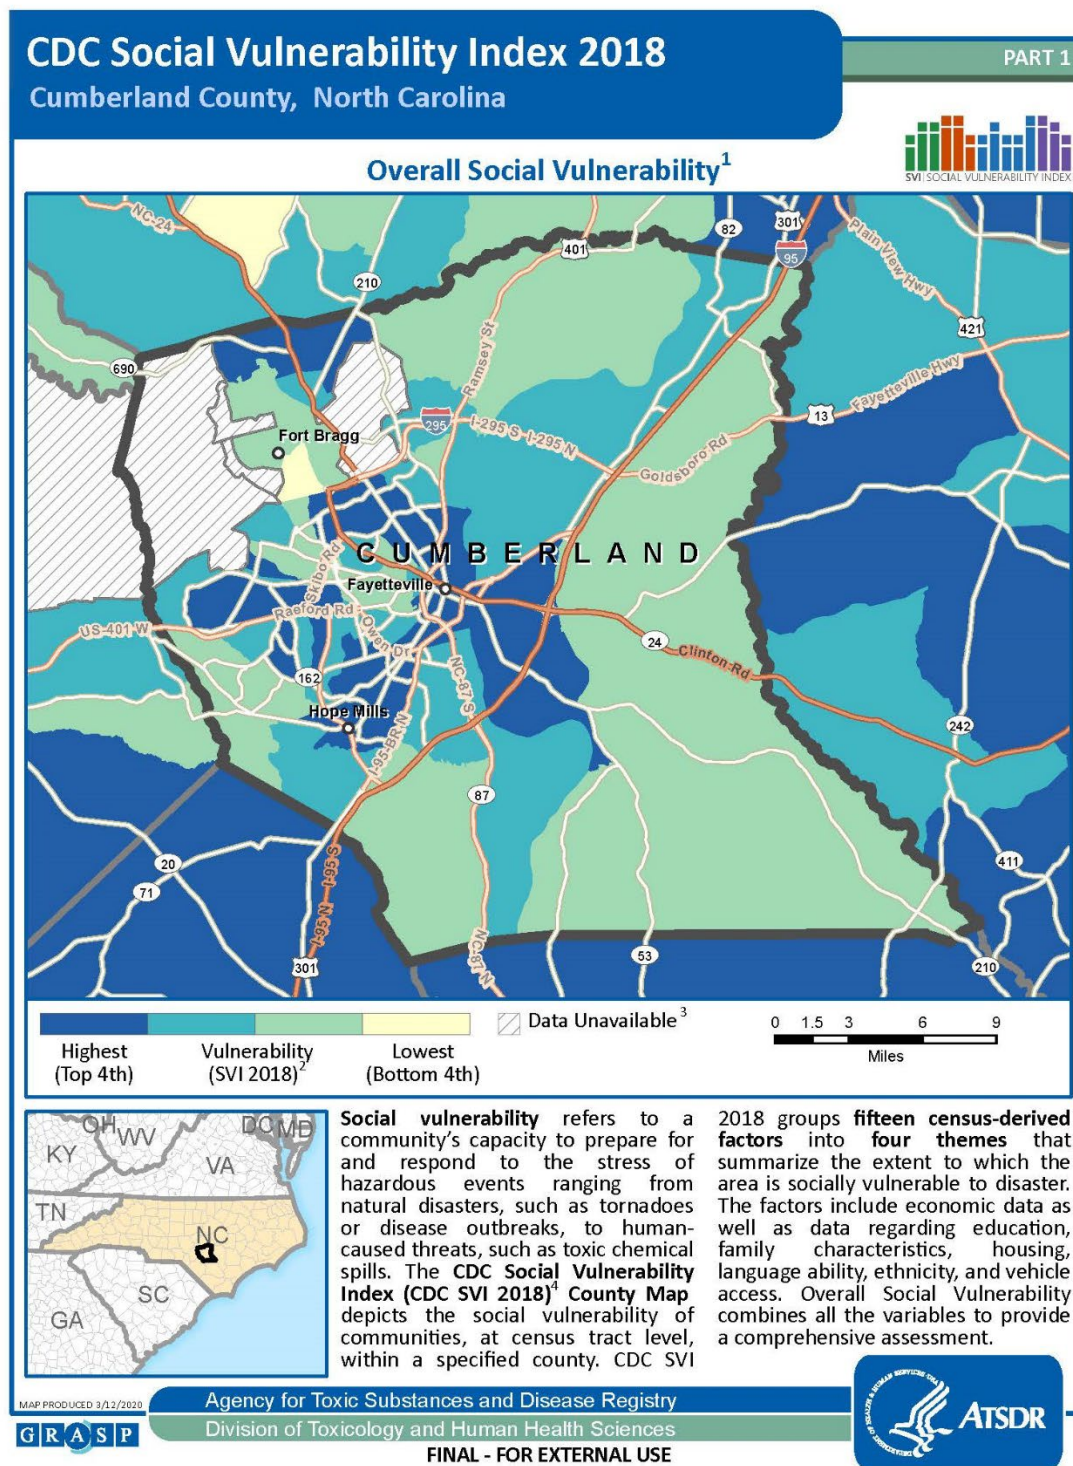 CDC Social Vulnerability Index 2018
PART 1
Cumberland County, North Carolina
SVI SOCIAL VULNERABILITY INDEX
Overall Social Vulnerability1
NC-24
401
82
301
95
Plain View Hwy
210
421
Ramsey St
690
Fayetteville Hwy
13
295
I-295 S I-295 N
Fort Bragg
Goldsboro Rd
CUMBERLAND
Skibo Rd
Fayetteville
Raeford Rd
US-401 W
Owen Dr
24
Clinton Rd
162
NC-87 S
Hope Mills
242
I-95-BR N
87
20
411
71
I-95 S
I-95 N
NC-87 N
301
53
210
Data Unavailable3
0 1.5 3 6 9
Miles
Highest
(Top 4th)
Vulnerability
(SVI 2018)2
Lowest
(Bottom 4th)
OH
WV
DC
MD
KY
VA
TN
NC
SC
GA
Social vulnerability refers to a
community's capacity to prepare for
and respond to the stress of
hazardous events ranging from
natural disasters, such as tornadoes
or disease outbreaks, to human-
caused threats, such as toxic chemical
spills. The CDC Social Vulnerability
Index (CDC SVI 2018)4 County Map
depicts the social vulnerability of
communities, at census tract level,
within a specified county. CDC SVI
2018 groups fifteen census-derived
factors into four themes that
summarize the extent to which the
area is socially vulnerable to disaster.
The factors include economic data as
well as data regarding education,
family characteristics, housing,
language ability, ethnicity, and vehicle
access. Overall Social Vulnerability
combines all the variables to provide
a comprehensive assessment.
MAP PRODUCED 3/12/2020
GRASP
Agency for Toxic Substances and Disease Registry
Division of Toxicology and Human Health Sciences
FINAL - FOR EXTERNAL USE
DEPARTMENT OF HEALTH & HUMAN SERVICES USA
ATSDR